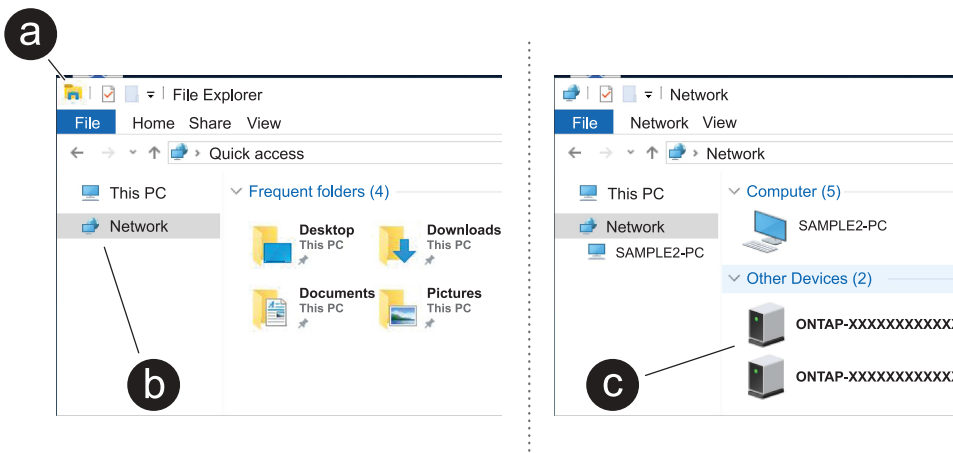 a
File Explorer
File Home Share View
Quick access
This PC
Network
Frequent folders (4)
Desktop
This PC
Downloads
This PC
Documents
This PC
Pictures
This PC
b
Network
File Network View
Network
This PC
Network
SAMPLE2-PC
Computer (5)
SAMPLE2-PC
Other Devices (2)
ONTAP-XXXXXXXXXXX
ONTAP-XXXXXXXXXXX
c